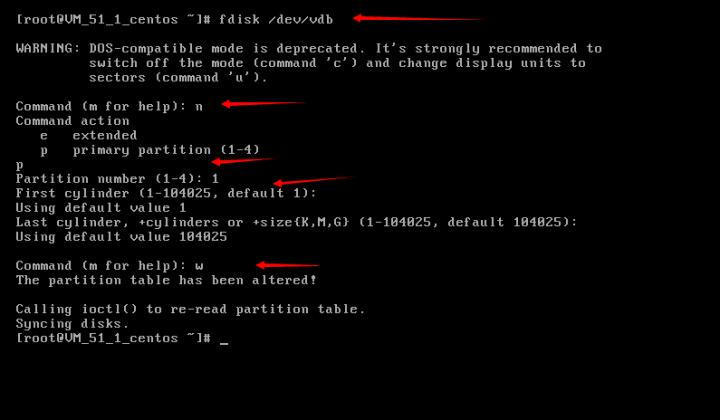 [root@VM_51_1_centos ~]# fdisk /dev/vdb
WARNING: DOS-compatible mode is deprecated. It's strongly recommended to
switch off the mode (command 'c') and change display units to
sectors (command 'u').
Command (m for help): n
Command action
e   extended
p   primary partition (1-4)
p
Partition number (1-4): 1
First cylinder (1-104025, default 1):
Using default value 1
Last cylinder, +cylinders or +size{K,M,G} (1-104025, default 104025):
Using default value 104025
Command (m for help): w
The partition table has been altered!
Calling ioctl() to re-read partition table.
Syncing disks.
[root@VM_51_1_centos ~]# _